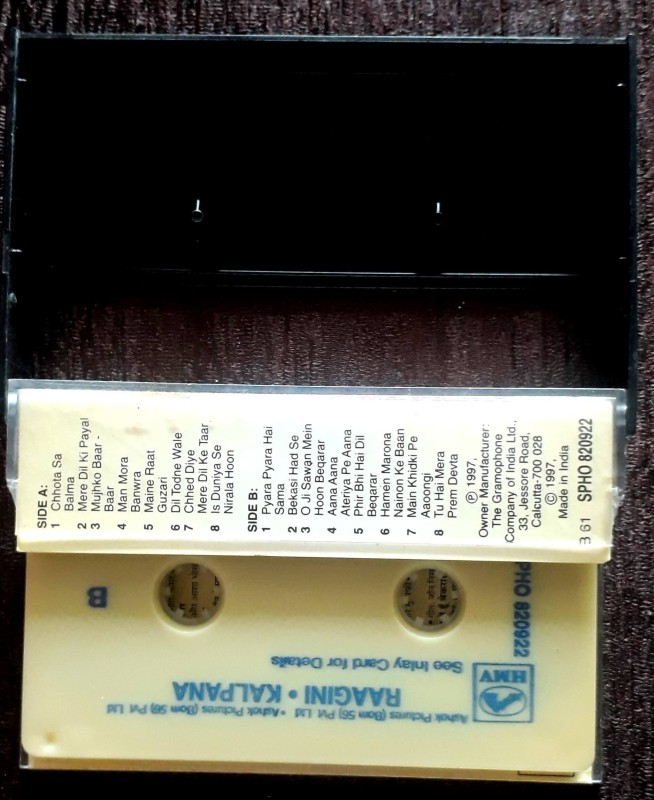 SIDE A:
1 Chhota Sa
Balma
2 Mere Dil Ki Payal
3 Mujhko Baar -
Baar
4 Man Mora
Banwra
5 Maine Raat
Guzari
6 Dil Todne Wale
7 Chhed Diye
Mere Dil Ke Taar
8 Is Duniya Se
Nirala Hoon
SIDE B:
1 Pyara Pyara Hai
Sama
2 Bekasi Had Se
3 O Ji Sawan Mein
Hoon Beqarar
4 Aana Aana
Ateriya Pe Aana
5 Phir Bhi Hai Dil
Beqarar
6 Hamen Marona
Nainon Ke Baan
7 Main Khidki Pe
Aaoongi
8 Tu Hai Mera
Prem Devta
℗ 1997,
Owner Manufacturer:
The Gramophone
Company of India Ltd.,
33, Jessore Road,
Calcutta-700 028
© 1997,
Made in India
B 61 SPHO 820922
B
SPHO 820922
See Inlay Card for Details
HMV
RAAGINI • KALPANA
Ashok Pictures (Bom 56) Pvt Ltd • Ashok Pictures (Bom 56) Pvt Ltd